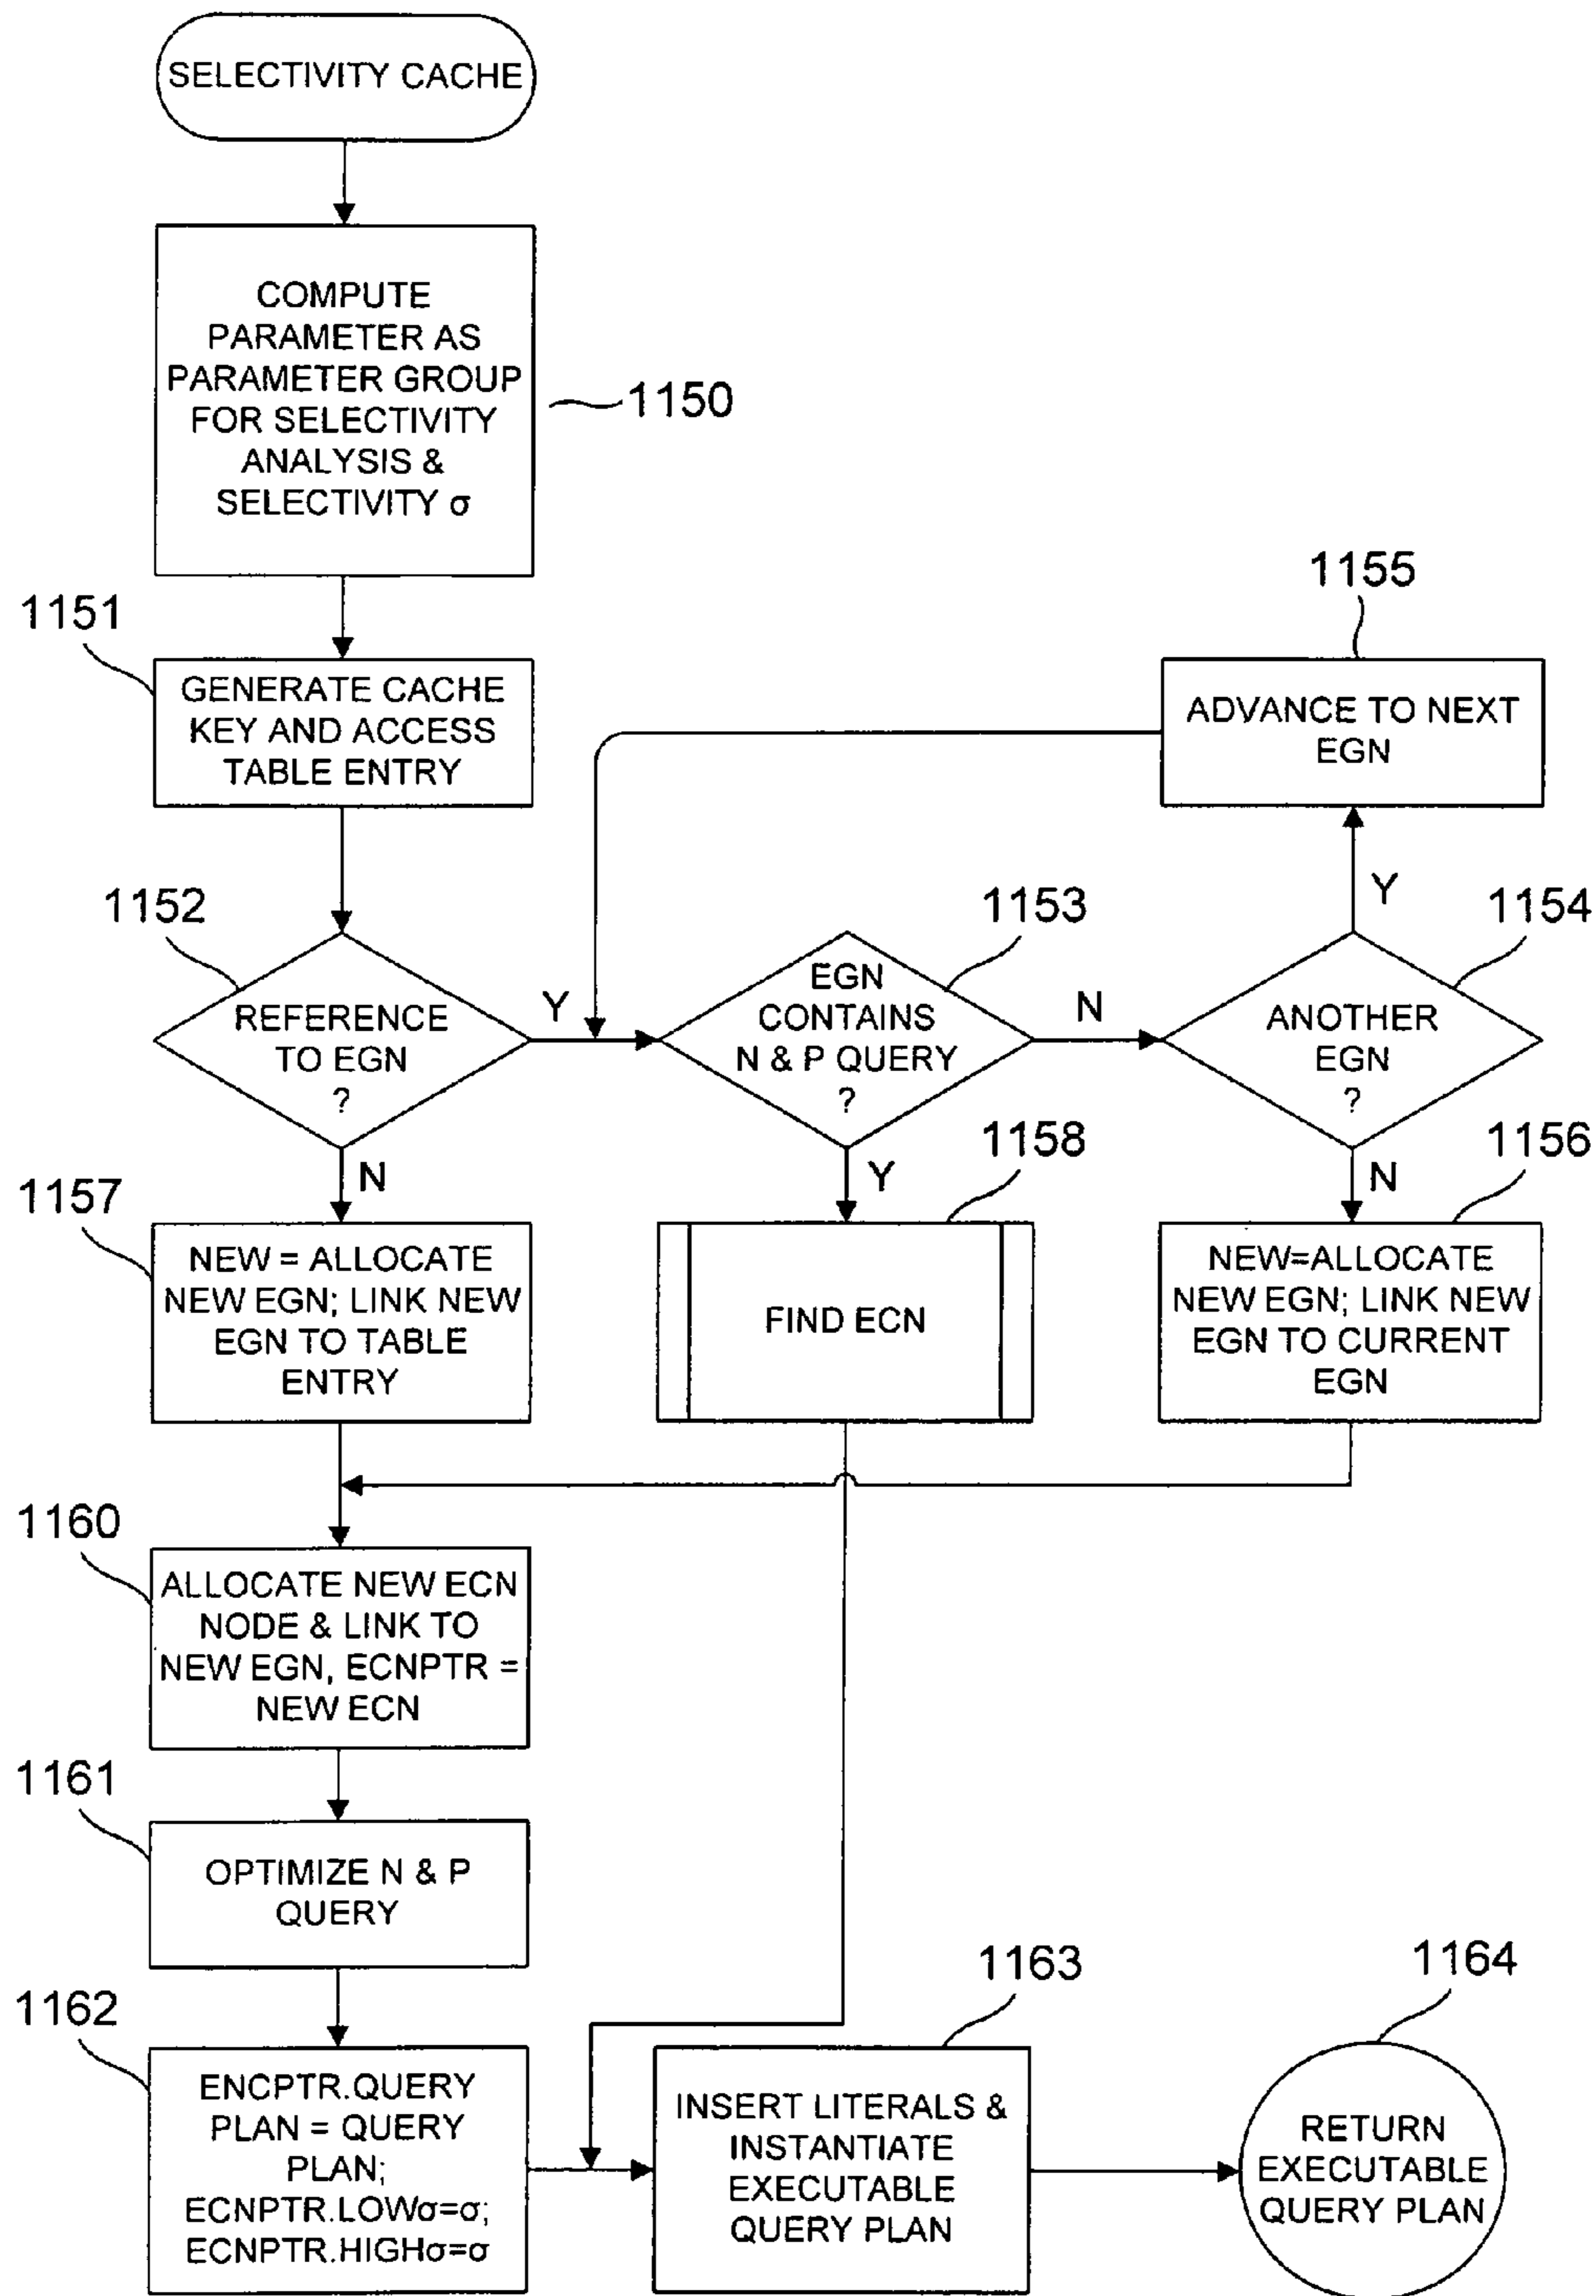 SELECTIVITY CACHE
COMPUTE
PARAMETER AS
PARAMETER GROUP
FOR SELECTIVITY
ANALYSIS &
SELECTIVITY σ
1150
1151
GENERATE CACHE
KEY AND ACCESS
TABLE ENTRY
1155
ADVANCE TO NEXT
EGN
1152
REFERENCE
TO EGN
?
Y
N
1153
EGN
CONTAINS
N & P QUERY
?
N
Y
1154
ANOTHER
EGN
?
Y
N
1157
NEW = ALLOCATE
NEW EGN; LINK NEW
EGN TO TABLE
ENTRY
1158
FIND ECN
1156
NEW=ALLOCATE
NEW EGN; LINK NEW
EGN TO CURRENT
EGN
1160
ALLOCATE NEW ECN
NODE & LINK TO
NEW EGN, ECNPTR =
NEW ECN
1161
OPTIMIZE N & P
QUERY
1162
ENCPTR.QUERY
PLAN = QUERY
PLAN;
ECNPTR.LOWσ=σ;
ECNPTR.HIGHσ=σ
1163
INSERT LITERALS &
INSTANTIATE
EXECUTABLE
QUERY PLAN
1164
RETURN
EXECUTABLE
QUERY PLAN